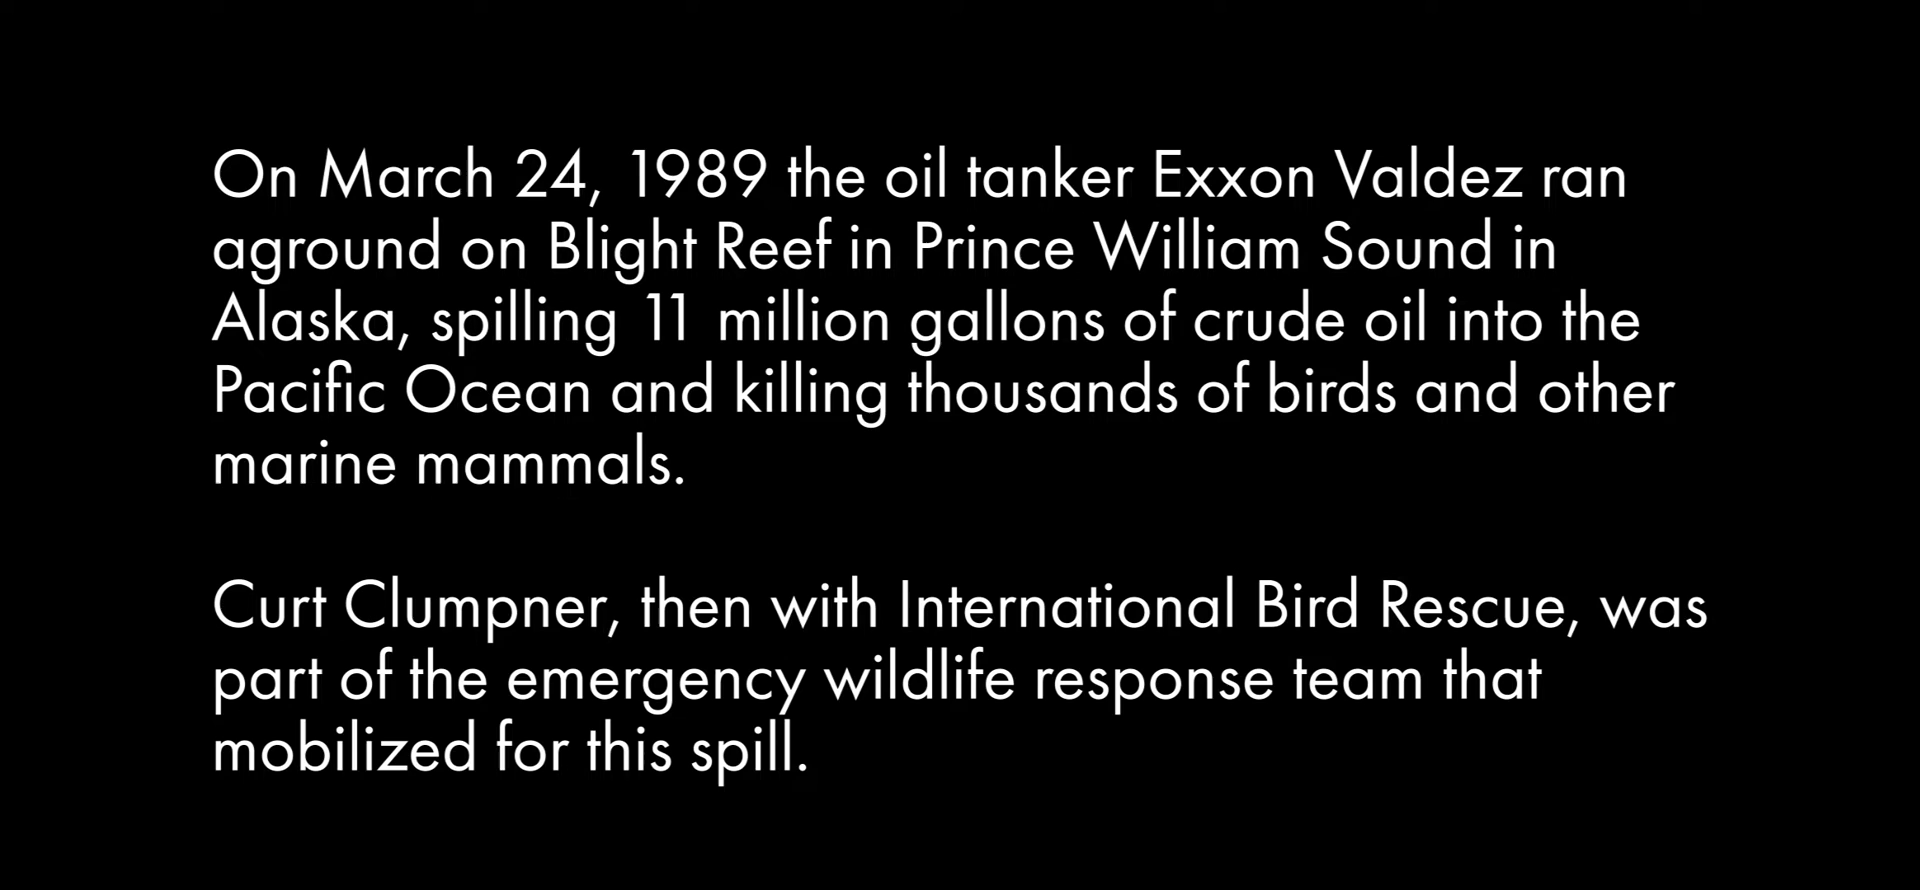 On March 24, 1989 the oil tanker Exxon Valdez ran
aground on Blight Reef in Prince William Sound in
Alaska, spilling 11 million gallons of crude oil into the
Pacific Ocean and killing thousands of birds and other
marine mammals.
Curt Clumpner, then with International Bird Rescue, was
part of the emergency wildlife response team that
mobilized for this spill.